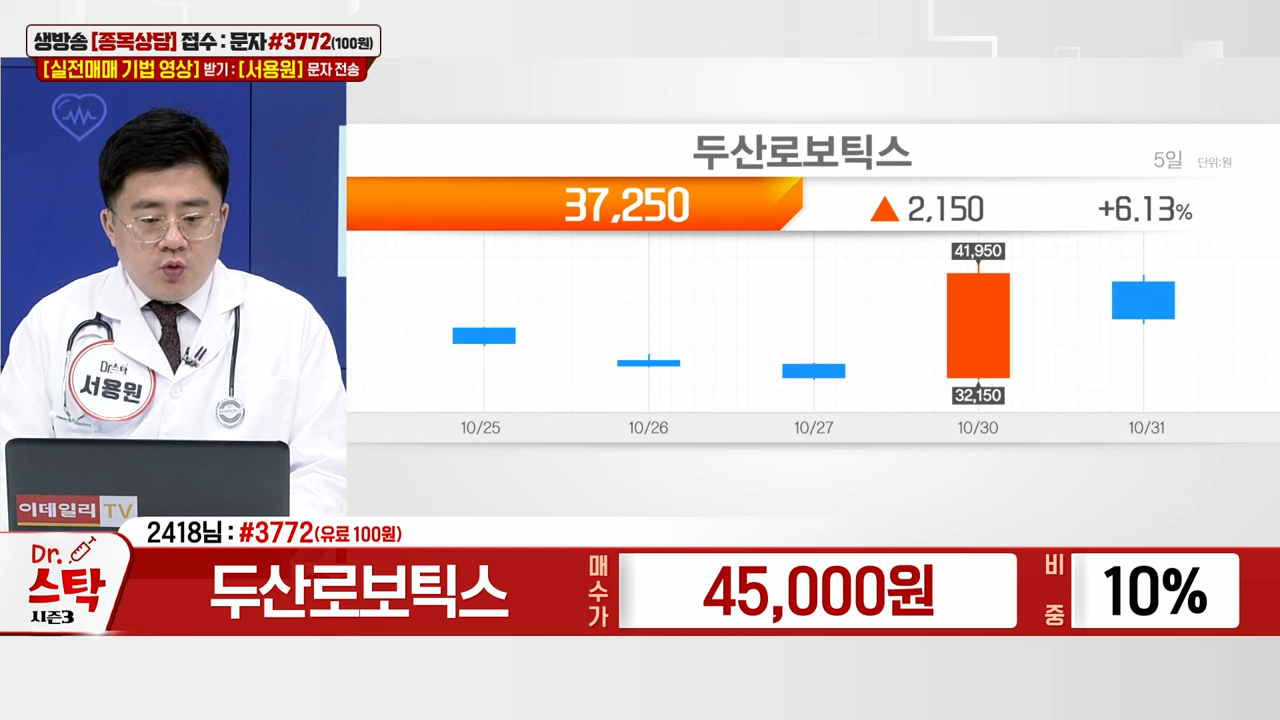 생방송 [종목상담] 접수 : 문자#3772(100원)
[실전매매 기법 영상] 받기 : [서용원] 문자 전송
두산로보틱스
5일 단위:원
37,250 ▲ 2,150 +6.13%
41,950
32,150
10/25 10/26 10/27 10/30 10/31
Dr.스탁
서용원
이데일리 TV
2418님 : #3772(유료 100원)
Dr.
스탁
시즌3
두산로보틱스 매수가 45,000원 비중 10%